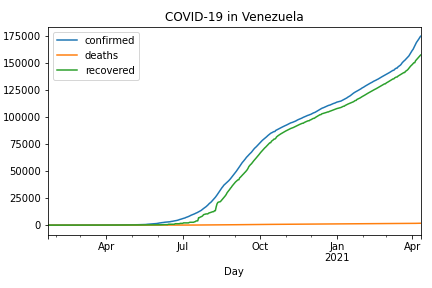 COVID-19 in Venezuela
confirmed
deaths
recovered
175000
150000
125000
100000
75000
50000
25000
0
Apr
Jul
Oct
Jan
2021
Apr
Day